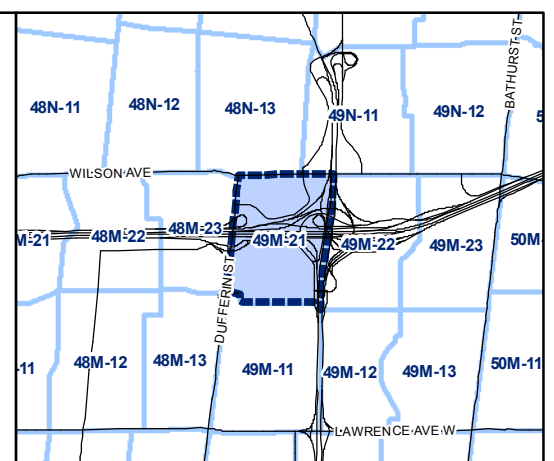 BATHURST ST
48N-11
48N-12
48N-13
49N-11
49N-12
5
WILSON AVE
M-21
48M-22
48M-23
49M-21
49M-22
49M-23
50M-
DUFFERIN ST
-11
48M-12
48M-13
49M-11
49M-12
49M-13
50M-11
LAWRENCE AVE W